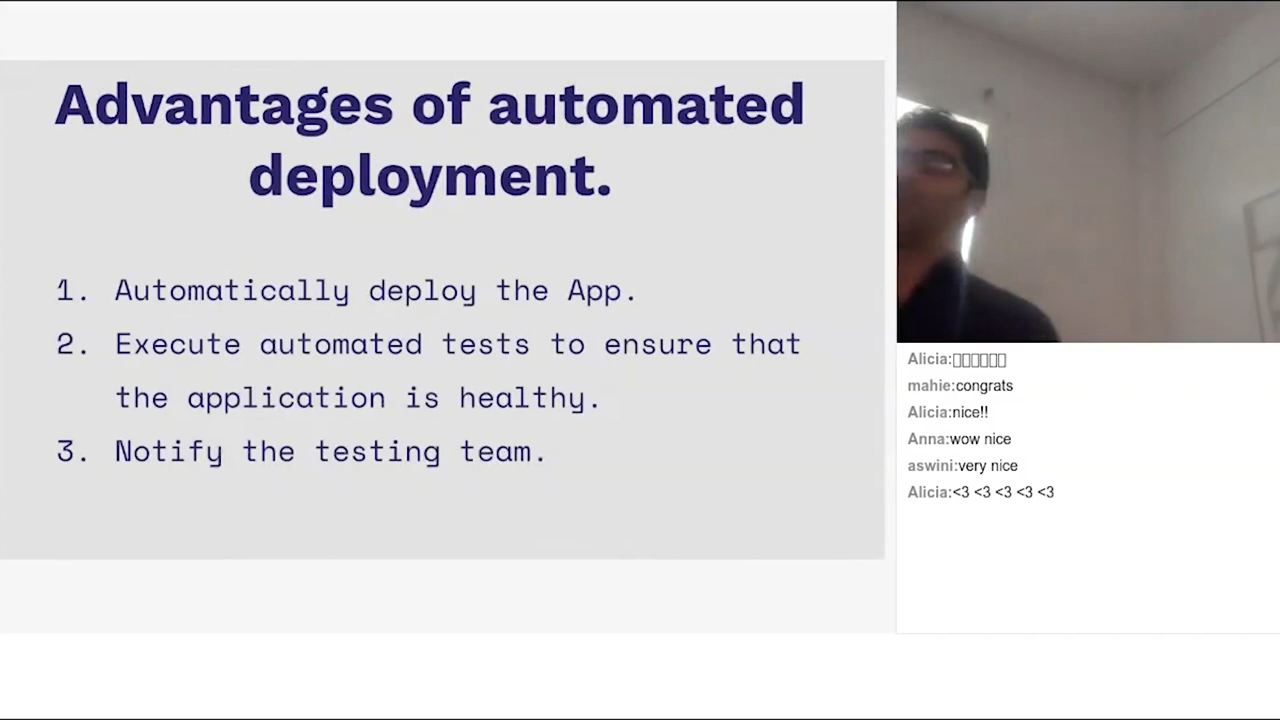 Advantages of automated
deployment.
1. Automatically deploy the App.
2. Execute automated tests to ensure that
the application is healthy.
3. Notify the testing team.
Alicia:▯▯▯▯▯▯
mahie:congrats
Alicia:nice!!
Anna:wow nice
aswini:very nice
Alicia:<3 <3 <3 <3 <3